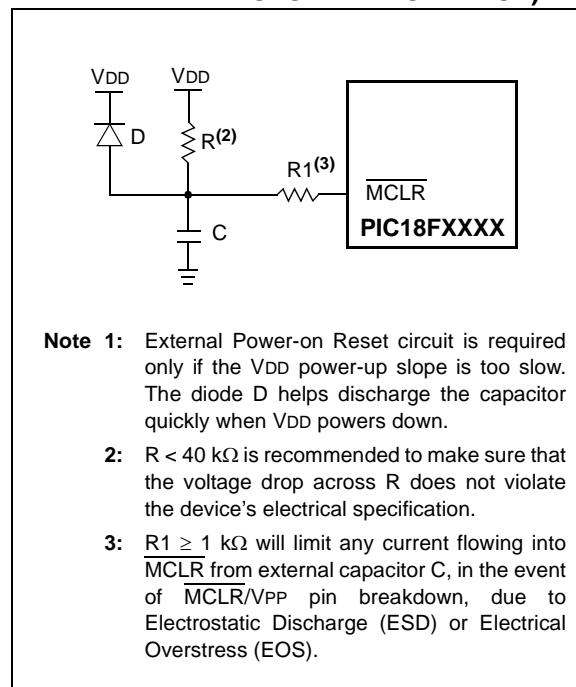 VDD VDD
D
R(2)
R1(3)
MCLR
PIC18FXXXX
C
Note 1: External Power-on Reset circuit is required
only if the VDD power-up slope is too slow.
The diode D helps discharge the capacitor
quickly when VDD powers down.
2: R < 40 kΩ is recommended to make sure that
the voltage drop across R does not violate
the device's electrical specification.
3: R1 ≥ 1 kΩ will limit any current flowing into
MCLR from external capacitor C, in the event
of MCLR/VPP pin breakdown, due to
Electrostatic Discharge (ESD) or Electrical
Overstress (EOS).